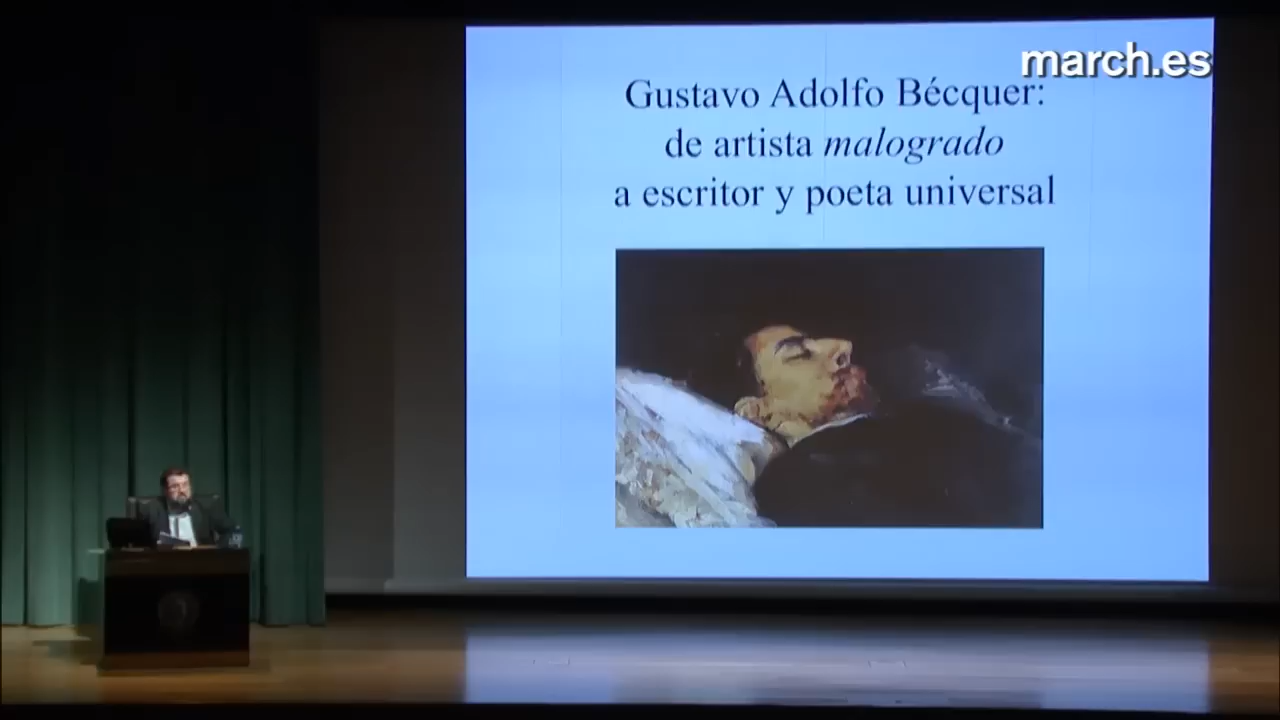 march.es
Gustavo Adolfo Bécquer:
de artista malogrado
a escritor y poeta universal